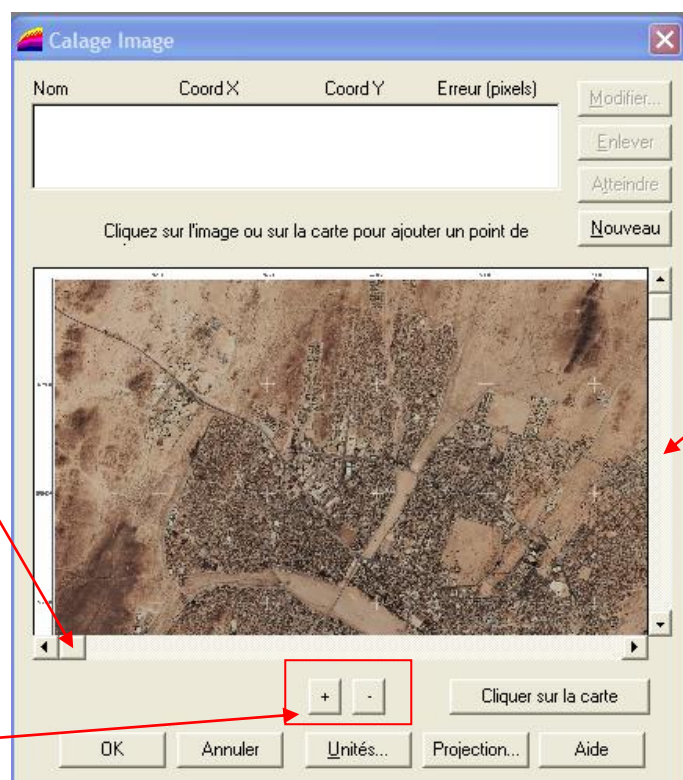 Calage Image
Nom Coord X Coord Y Erreur (pixels)
Modifier...
Enlever
Atteindre
Cliquez sur l'image ou sur la carte pour ajouter un point de
Nouveau
+ -
Cliquer sur la carte
OK Annuler Unités... Projection... Aide